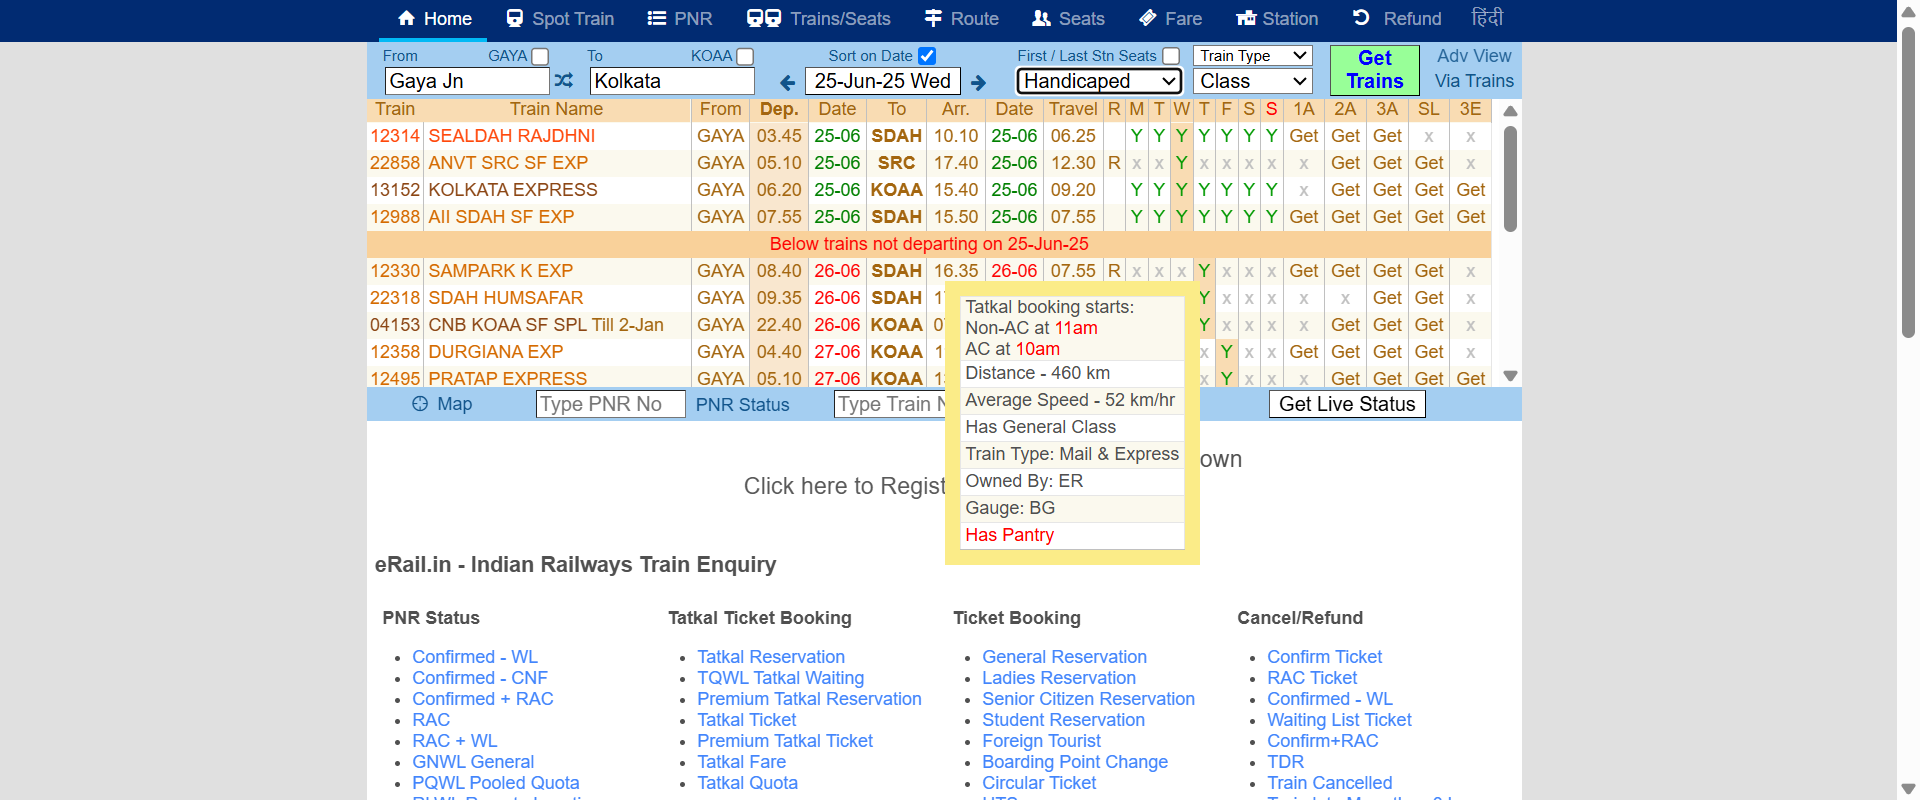 Home Spot Train PNR Trains/Seats Route Seats Fare Station Refund हिंदी
From GAYA To KOAA Sort on Date First / Last Stn Seats Train Type Get Trains Adv View
Gaya Jn Kolkata 25-Jun-25 Wed Handicaped Class Via Trains
Train Train Name From Dep. Date To Arr. Date Travel R M T W T F S S 1A 2A 3A SL 3E
12314 SEALDAH RAJDHNI GAYA 03.45 25-06 SDAH 10.10 25-06 06.25 Y Y Y Y Y Y Y Get Get Get x x
22858 ANVT SRC SF EXP GAYA 05.10 25-06 SRC 17.40 25-06 12.30 R x x Y x x x x x Get Get Get x
13152 KOLKATA EXPRESS GAYA 06.20 25-06 KOAA 15.40 25-06 09.20 Y Y Y Y Y Y Y x Get Get Get Get
12988 AII SDAH SF EXP GAYA 07.55 25-06 SDAH 15.50 25-06 07.55 Y Y Y Y Y Y Y Get Get Get Get Get
Below trains not departing on 25-Jun-25
12330 SAMPARK K EXP GAYA 08.40 26-06 SDAH 16.35 26-06 07.55 R x x x Y x x x Get Get Get Get x
22318 SDAH HUMSAFAR GAYA 09.35 26-06 SDAH Y x x x x x Get Get x
04153 CNB KOAA SF SPL Till 2-Jan GAYA 22.40 26-06 KOAA Y x x x x Get Get Get x
12358 DURGIANA EXP GAYA 04.40 27-06 KOAA x Y x x Get Get Get Get x
12495 PRATAP EXPRESS GAYA 05.10 27-06 KOAA x Y x x x Get Get Get Get
Tatkal booking starts:
Non-AC at 11am
AC at 10am
Distance - 460 km
Average Speed - 52 km/hr
Has General Class
Train Type: Mail & Express
Owned By: ER
Gauge: BG
Has Pantry
Map Type PNR No PNR Status Type Train Get Live Status
own
Click here to Regist
eRail.in - Indian Railways Train Enquiry
PNR Status
Confirmed - WL
Confirmed - CNF
Confirmed + RAC
RAC
RAC + WL
GNWL General
PQWL Pooled Quota
Tatkal Ticket Booking
Tatkal Reservation
TQWL Tatkal Waiting
Premium Tatkal Reservation
Tatkal Ticket
Premium Tatkal Ticket
Tatkal Fare
Tatkal Quota
Ticket Booking
General Reservation
Ladies Reservation
Senior Citizen Reservation
Student Reservation
Foreign Tourist
Boarding Point Change
Circular Ticket
Cancel/Refund
Confirm Ticket
RAC Ticket
Confirmed - WL
Waiting List Ticket
Confirm+RAC
TDR
Train Cancelled